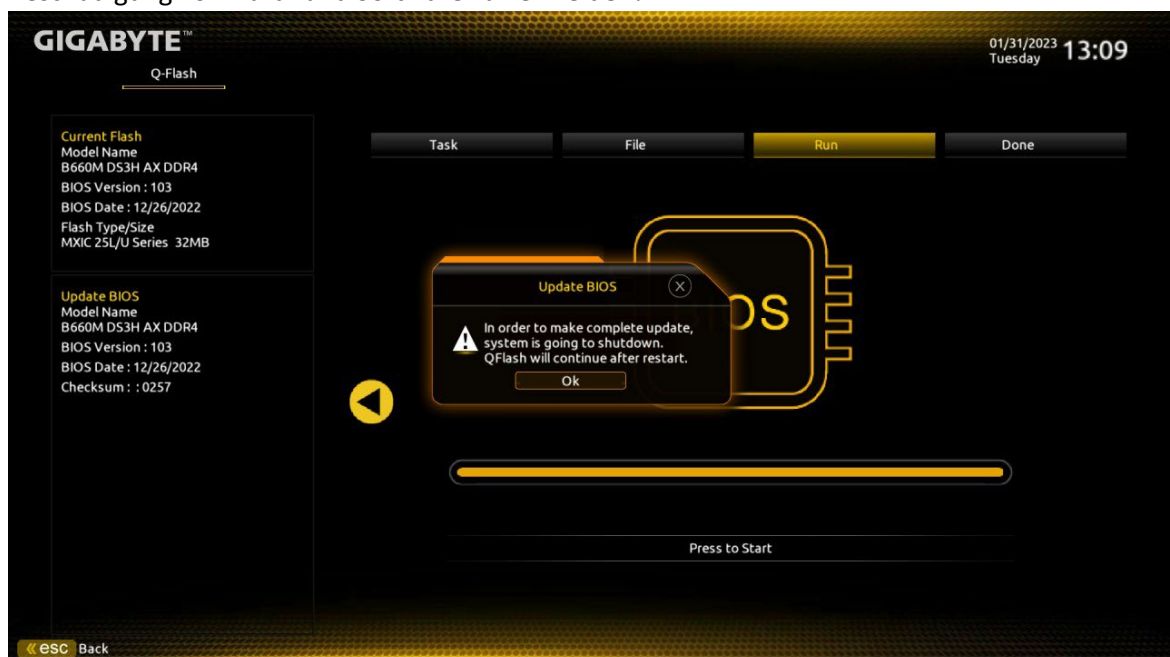 GIGABYTE™
01/31/2023
Tuesday 13:09
Q-Flash
Current Flash
Model Name
B660M DS3H AX DDR4
BIOS Version : 103
BIOS Date : 12/26/2022
Flash Type/Size
MXIC 25L/U Series 32MB
Update BIOS
Model Name
B660M DS3H AX DDR4
BIOS Version : 103
BIOS Date : 12/26/2022
Checksum : : 0257
Task File Run Done
Update BIOS
In order to make complete update,
system is going to shutdown.
QFlash will continue after restart.
Ok
OS
Press to Start
esc Back